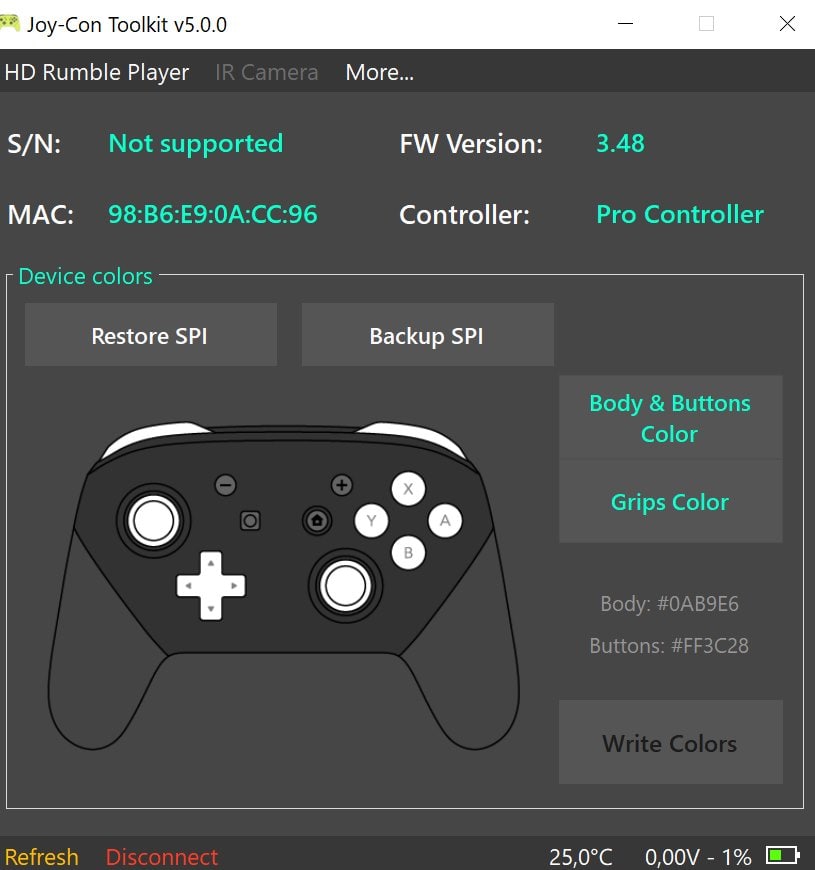 Joy-Con Toolkit v5.0.0
HD Rumble Player IR Camera More...
S/N: Not supported FW Version: 3.48
MAC: 98:B6:E9:0A:CC:96 Controller: Pro Controller
Device colors
Restore SPI Backup SPI
Body & Buttons
Color
Grips Color
X
Y A
B
Body: #0AB9E6
Buttons: #FF3C28
Write Colors
Refresh Disconnect 25,0°C 0,00V - 1%